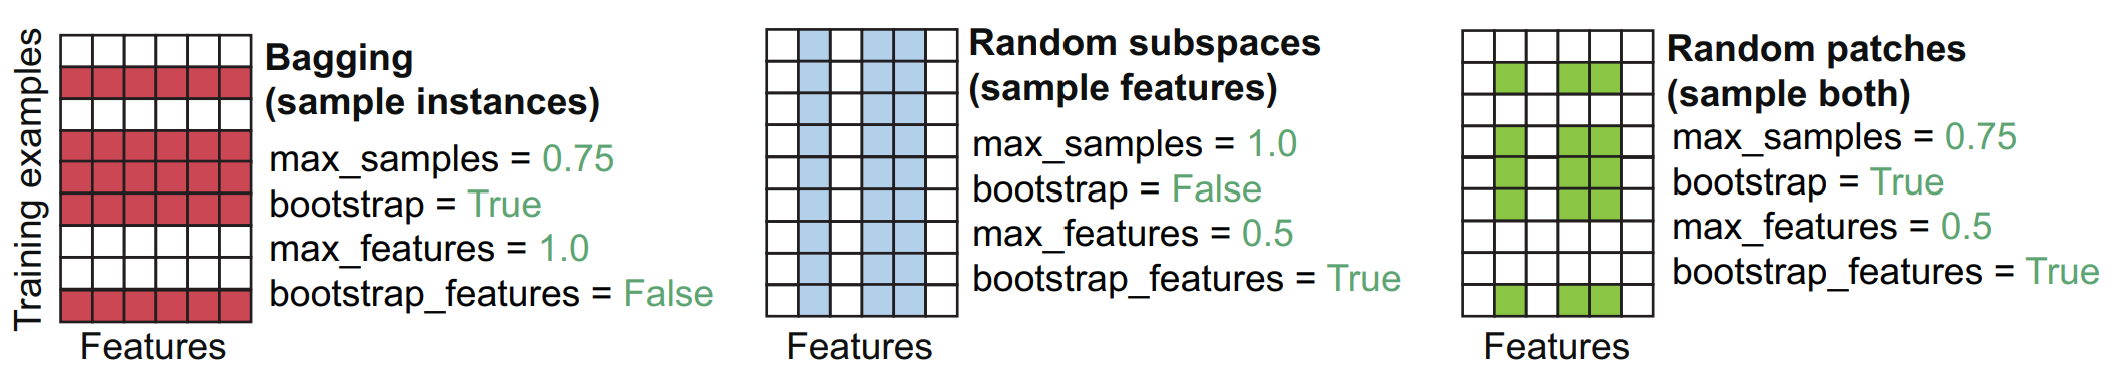 Training examples
Features
Bagging
(sample instances)
max_samples = 0.75
bootstrap = True
max_features = 1.0
bootstrap_features = False
Features
Random subspaces
(sample features)
max_samples = 1.0
bootstrap = False
max_features = 0.5
bootstrap_features = True
Features
Random patches
(sample both)
max_samples = 0.75
bootstrap = True
max_features = 0.5
bootstrap_features = True